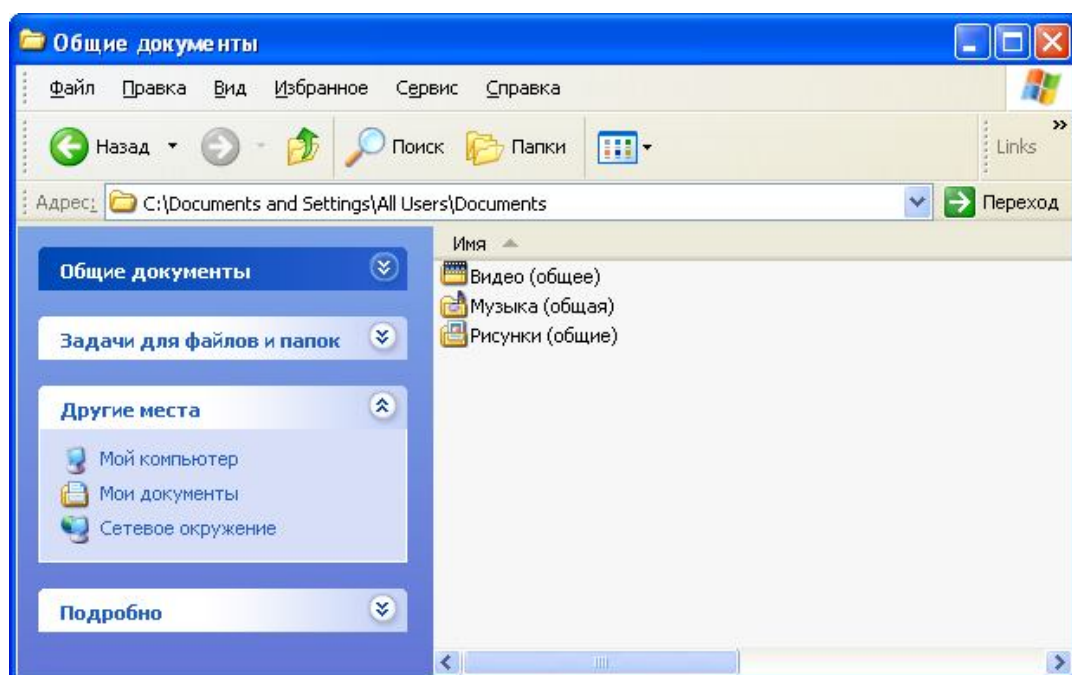 Общие документы
Файл Правка Вид Избранное Сервис Справка
Назад Поиск Папки Links
Адрес: C:\Documents and Settings\All Users\Documents Переход
Имя
Общие документы
Видео (общее)
Музыка (общая)
Рисунки (общие)
Задачи для файлов и папок
Другие места
Мой компьютер
Мои документы
Сетевое окружение
Подробно